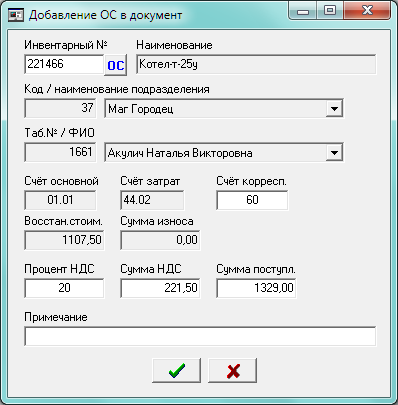 Добавление ОС в документ
Инвентарный № Наименование
221466 ОС Котел-т-25у
Код / наименование подразделения
37 Маг Городец
Таб.№ / ФИО
1661 Акулич Наталья Викторовна
Счёт основной Счёт затрат Счёт корресп.
01.01 44.02 60
Восстан.стоим. Сумма износа
1107,50 0,00
Процент НДС Сумма НДС Сумма поступл.
20 221,50 1329,00
Примечание